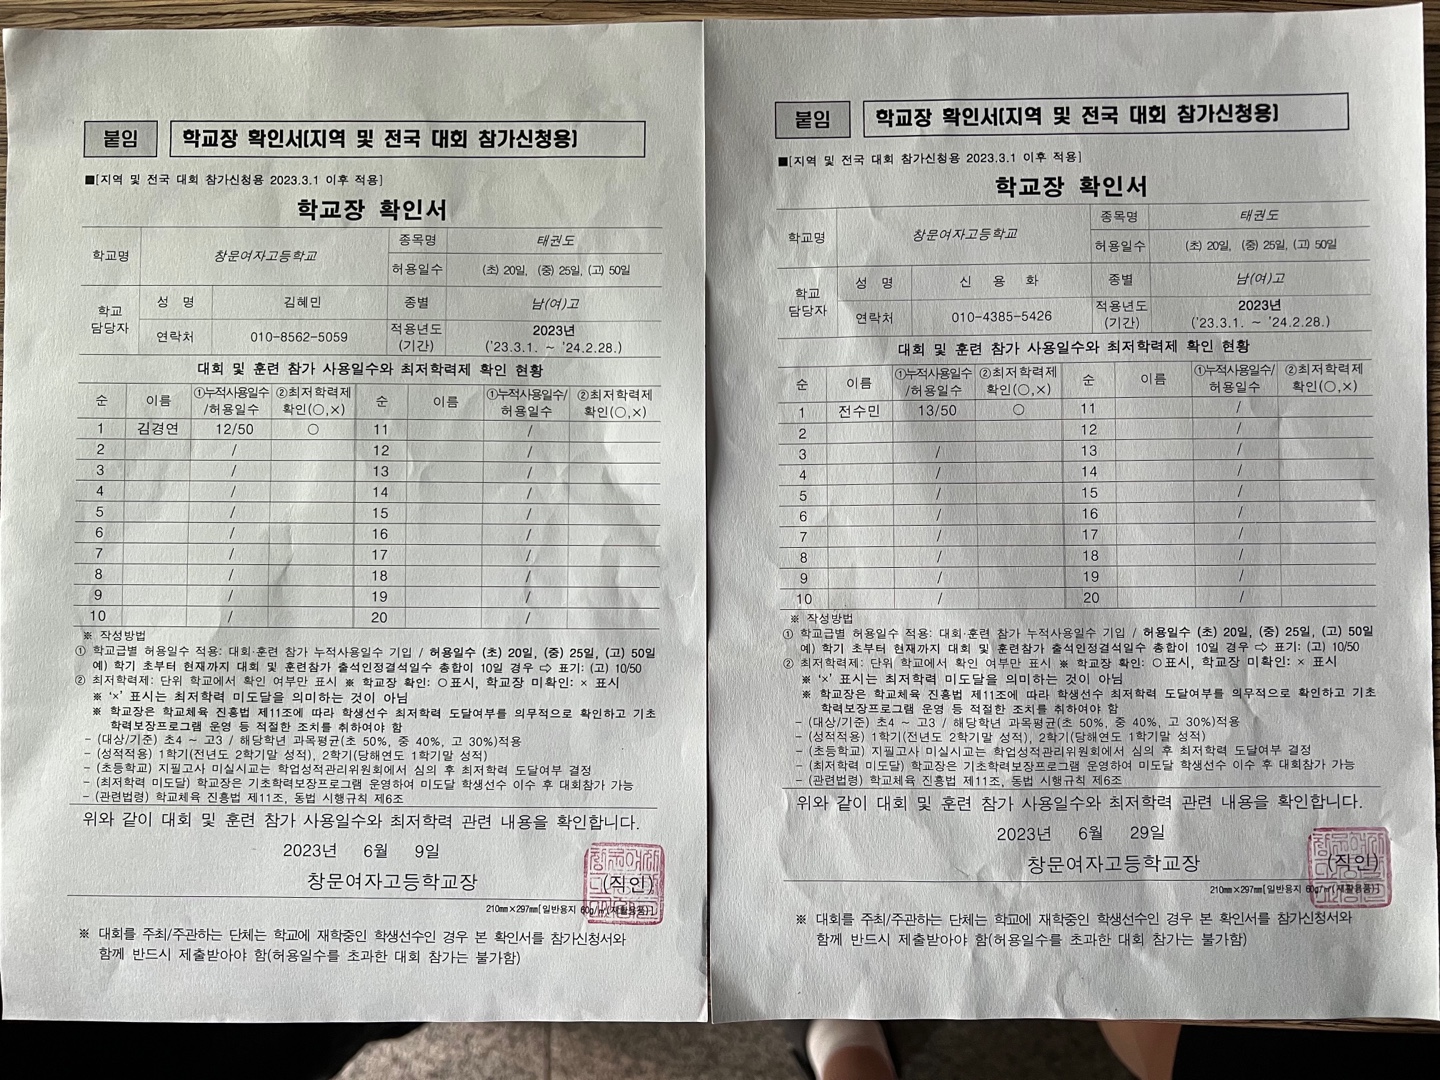 붙임 학교장 확인서(지역 및 전국 대회 참가신청용)
■[지역 및 전국 대회 참가신청용 2023.3.1 이후 적용]
학교장 확인서
학교명 창문여자고등학교 종목명 태권도
허용일수 (초) 20일, (중) 25일, (고) 50일
학교 담당자 성 명 김혜민 종별 남(여)고
연락처 010-8562-5059 적용년도 (기간) 2023년 ('23.3.1. ~ '24.2.28.)
대회 및 훈련 참가 사용일수와 최저학력제 확인 현황
순 이름 ①누적사용일수/허용일수 ②최저학력제 확인(○,×) 순 이름 ①누적사용일수/허용일수 ②최저학력제 확인(○,×)
1 김경연 12/50 ○ 11 /
2 / 12 /
3 / 13 /
4 / 14 /
5 / 15 /
6 / 16 /
7 / 17 /
8 / 18 /
9 / 19 /
10 / 20 /
※ 작성방법
① 학교급별 허용일수 적용: 대회·훈련 참가 누적사용일수 기입 / 허용일수 (초) 20일, (중) 25일, (고) 50일
예) 학기 초부터 현재까지 대회 및 훈련참가 출석인정결석일수 총합이 10일 경우 ⇨ 표기: (고) 10/50
② 최저학력제: 단위 학교에서 확인 여부만 표시 ※ 학교장 확인: ○표시, 학교장 미확인: × 표시
※ '×' 표시는 최저학력 미도달을 의미하는 것이 아님
※ 학교장은 학교체육 진흥법 제11조에 따라 학생선수 최저학력 도달여부를 의무적으로 확인하고 기초
학력보장프로그램 운영 등 적절한 조치를 취하여야 함
- (대상/기준) 초4 ~ 고3 / 해당학년 과목평균(초 50%, 중 40%, 고 30%)적용
- (성적적용) 1학기(전년도 2학기말 성적), 2학기(당해연도 1학기말 성적)
- (초등학교) 지필고사 미실시교는 학업성적관리위원회에서 심의 후 최저학력 도달여부 결정
- (최저학력 미도달) 학교장은 기초학력보장프로그램 운영하여 미도달 학생선수 이수 후 대회참가 가능
- (관련법령) 학교체육 진흥법 제11조, 동법 시행규칙 제6조
위와 같이 대회 및 훈련 참가 사용일수와 최저학력 관련 내용을 확인합니다.
2023년 6월 9일
창문여자고등학교장 (직인)
210㎜×297㎜[일반용지 60g/㎡(재활용품)]
※ 대회를 주최/주관하는 단체는 학교에 재학중인 학생선수인 경우 본 확인서를 참가신청서와
함께 반드시 제출받아야 함(허용일수를 초과한 대회 참가는 불가함)
붙임 학교장 확인서(지역 및 전국 대회 참가신청용)
■[지역 및 전국 대회 참가신청용 2023.3.1 이후 적용]
학교장 확인서
학교명 창문여자고등학교 종목명 태권도
허용일수 (초) 20일, (중) 25일, (고) 50일
학교 담당자 성 명 신 용 화 종별 남(여)고
연락처 010-4385-5426 적용년도 (기간) 2023년 ('23.3.1. ~ '24.2.28.)
대회 및 훈련 참가 사용일수와 최저학력제 확인 현황
순 이름 ①누적사용일수/허용일수 ②최저학력제 확인(○,×) 순 이름 ①누적사용일수/허용일수 ②최저학력제 확인(○,×)
1 전수민 13/50 ○ 11 /
2 12 /
3 / 13 /
4 / 14 /
5 / 15 /
6 / 16 /
7 / 17 /
8 / 18 /
9 / 19 /
10 / 20 /
※ 작성방법
① 학교급별 허용일수 적용: 대회·훈련 참가 누적사용일수 기입 / 허용일수 (초) 20일, (중) 25일, (고) 50일
예) 학기 초부터 현재까지 대회 및 훈련참가 출석인정결석일수 총합이 10일 경우 ⇨ 표기: (고) 10/50
② 최저학력제: 단위 학교에서 확인 여부만 표시 ※ 학교장 확인: ○표시, 학교장 미확인: × 표시
※ '×' 표시는 최저학력 미도달을 의미하는 것이 아님
※ 학교장은 학교체육 진흥법 제11조에 따라 학생선수 최저학력 도달여부를 의무적으로 확인하고 기초
학력보장프로그램 운영 등 적절한 조치를 취하여야 함
- (대상/기준) 초4 ~ 고3 / 해당학년 과목평균(초 50%, 중 40%, 고 30%)적용
- (성적적용) 1학기(전년도 2학기말 성적), 2학기(당해연도 1학기말 성적)
- (초등학교) 지필고사 미실시교는 학업성적관리위원회에서 심의 후 최저학력 도달여부 결정
- (최저학력 미도달) 학교장은 기초학력보장프로그램 운영하여 미도달 학생선수 이수 후 대회참가 가능
- (관련법령) 학교체육 진흥법 제11조, 동법 시행규칙 제6조
위와 같이 대회 및 훈련 참가 사용일수와 최저학력 관련 내용을 확인합니다.
2023년 6월 29일
창문여자고등학교장 (직인)
210㎜×297㎜[일반용지 60g/㎡(재활용품)]
※ 대회를 주최/주관하는 단체는 학교에 재학중인 학생선수인 경우 본 확인서를 참가신청서와
함께 반드시 제출받아야 함(허용일수를 초과한 대회 참가는 불가함)